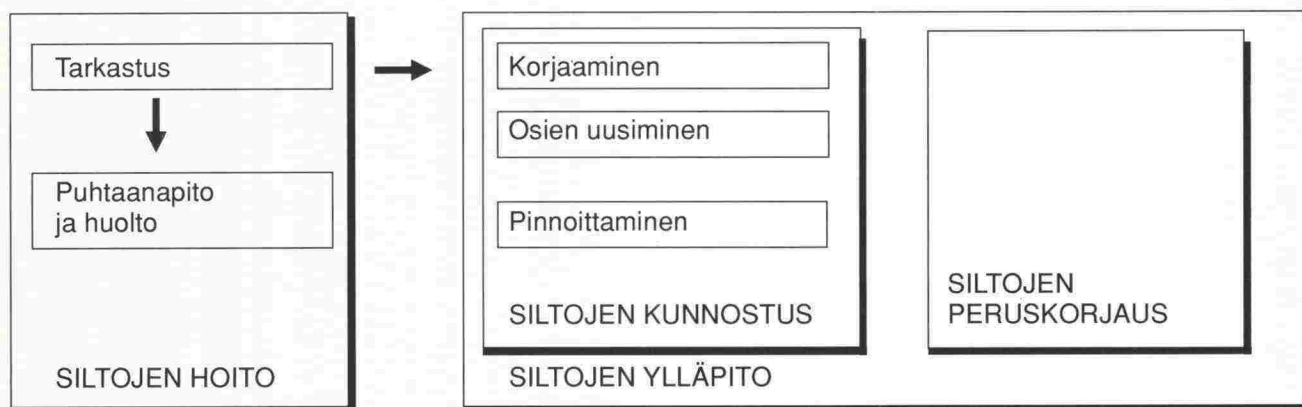 Tarkastus
Puhtaanapito
ja huolto
SILTOJEN HOITO
Korjaaminen
Osien uusiminen
Pinnoittaminen
SILTOJEN KUNNOSTUS
SILTOJEN
PERUSKORJAUS
SILTOJEN YLLÄPITO